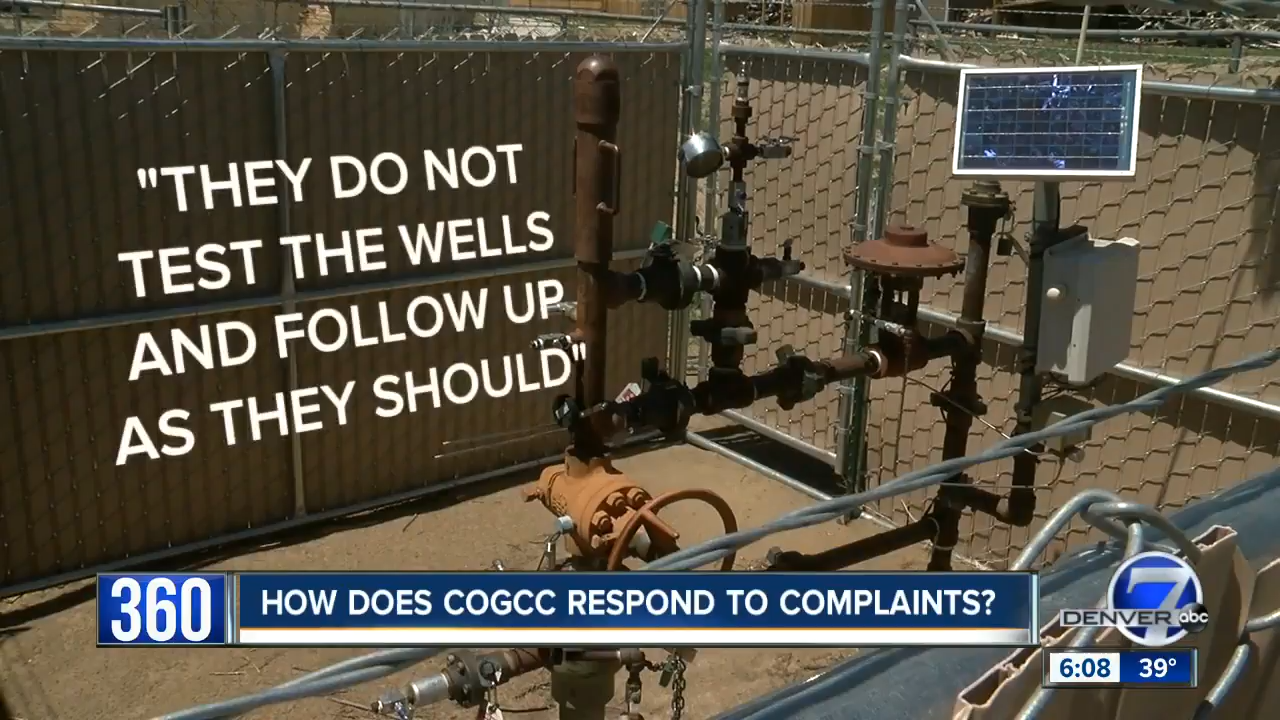 "THEY DO NOT
TEST THE WELLS
AND FOLLOW UP
AS THEY SHOULD"
360 HOW DOES COGCC RESPOND TO COMPLAINTS?
DENVER 7 abc
6:08 39°